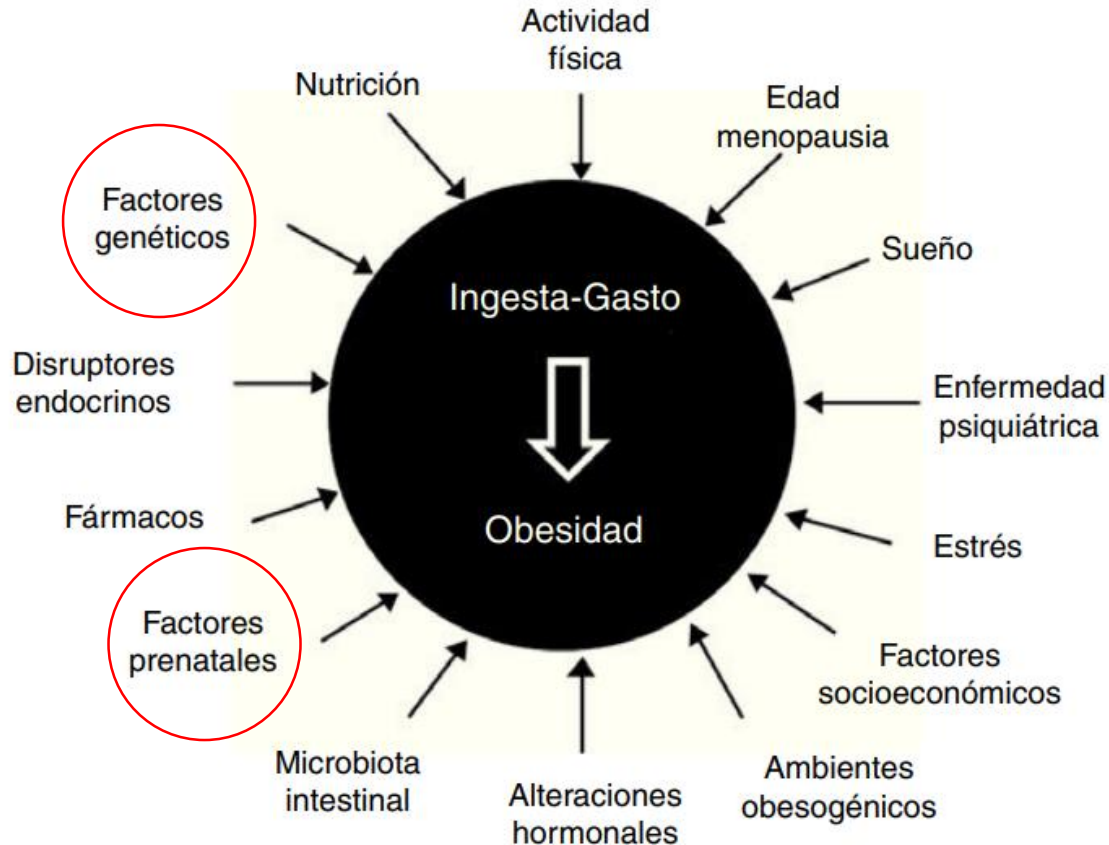 Actividad
física
Nutrición
Edad
menopausia
Factores
genéticos
Sueño
Ingesta-Gasto
Disruptores
endocrinos
Enfermedad
psiquiátrica
Fármacos
Obesidad
Estrés
Factores
prenatales
Factores
socioeconómicos
Microbiota
intestinal
Alteraciones
hormonales
Ambientes
obesogénicos